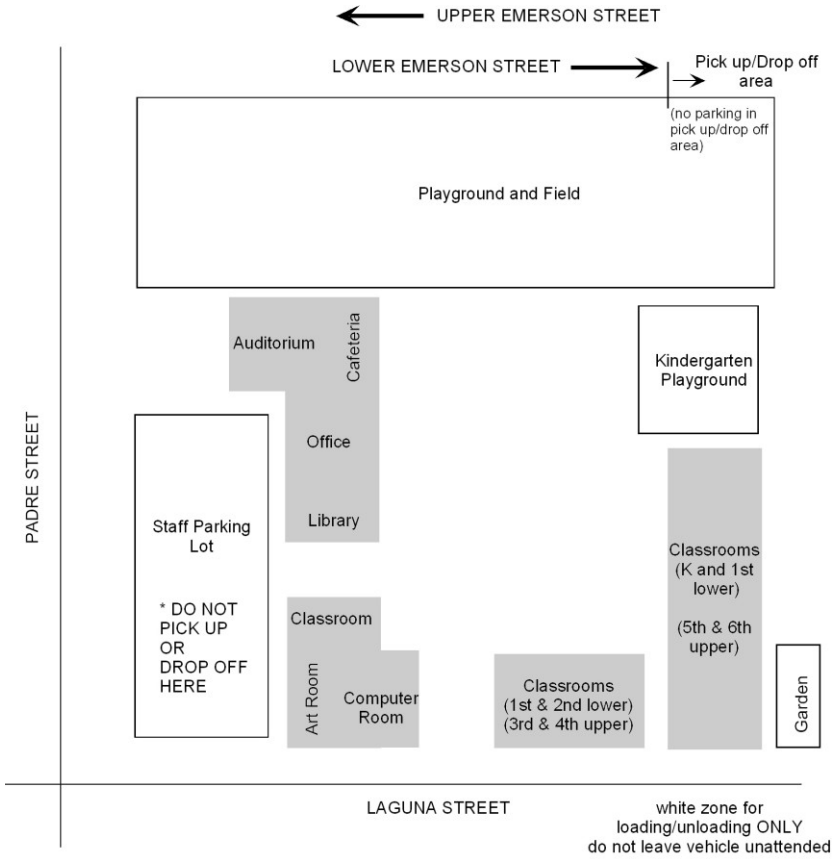 UPPER EMERSON STREET
LOWER EMERSON STREET
Pick up/Drop off
area
(no parking in
pick up/drop off
area)
Playground and Field
Auditorium
Cafeteria
Kindergarten
Playground
Office
Library
PADRE STREET
Staff Parking
Lot
* DO NOT
PICK UP
OR
DROP OFF
HERE
Classrooms
(K and 1st
lower)
(5th & 6th
upper)
Classroom
Art Room
Computer
Room
Classrooms
(1st & 2nd lower)
(3rd & 4th upper)
Garden
LAGUNA STREET
white zone for
loading/unloading ONLY
do not leave vehicle unattended